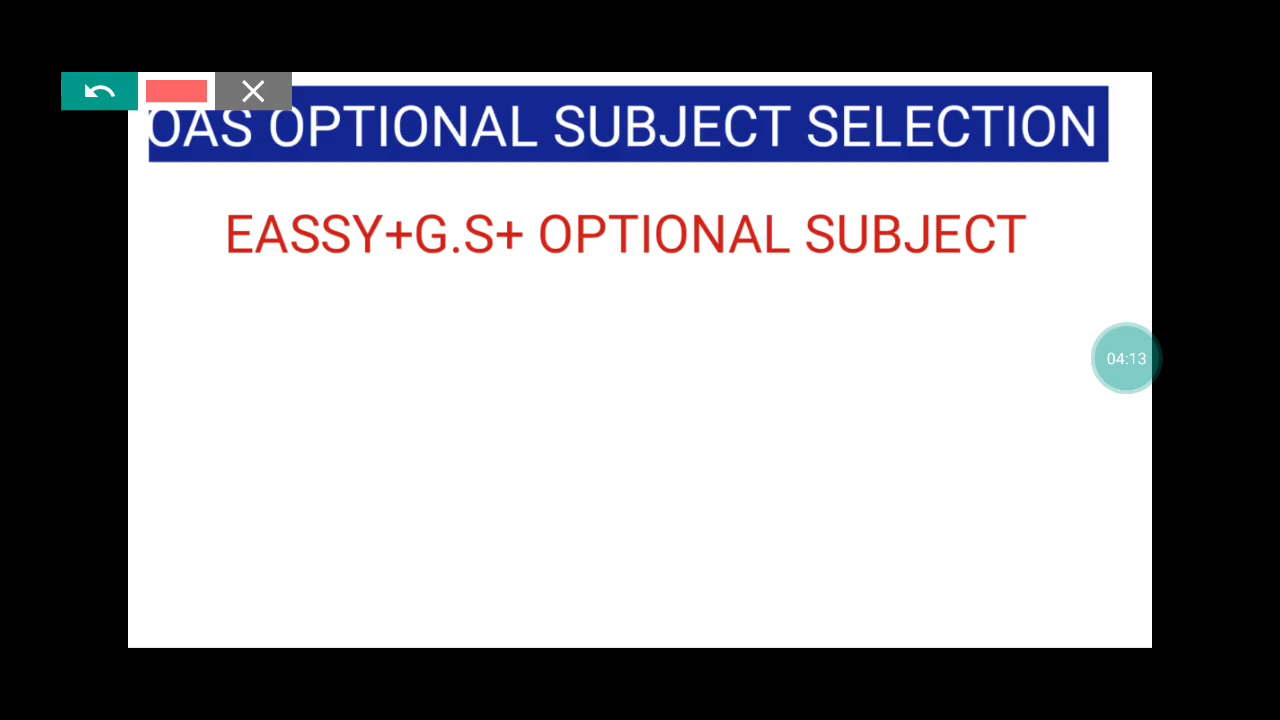 OAS OPTIONAL SUBJECT SELECTION
EASSY+G.S+ OPTIONAL SUBJECT
04:13